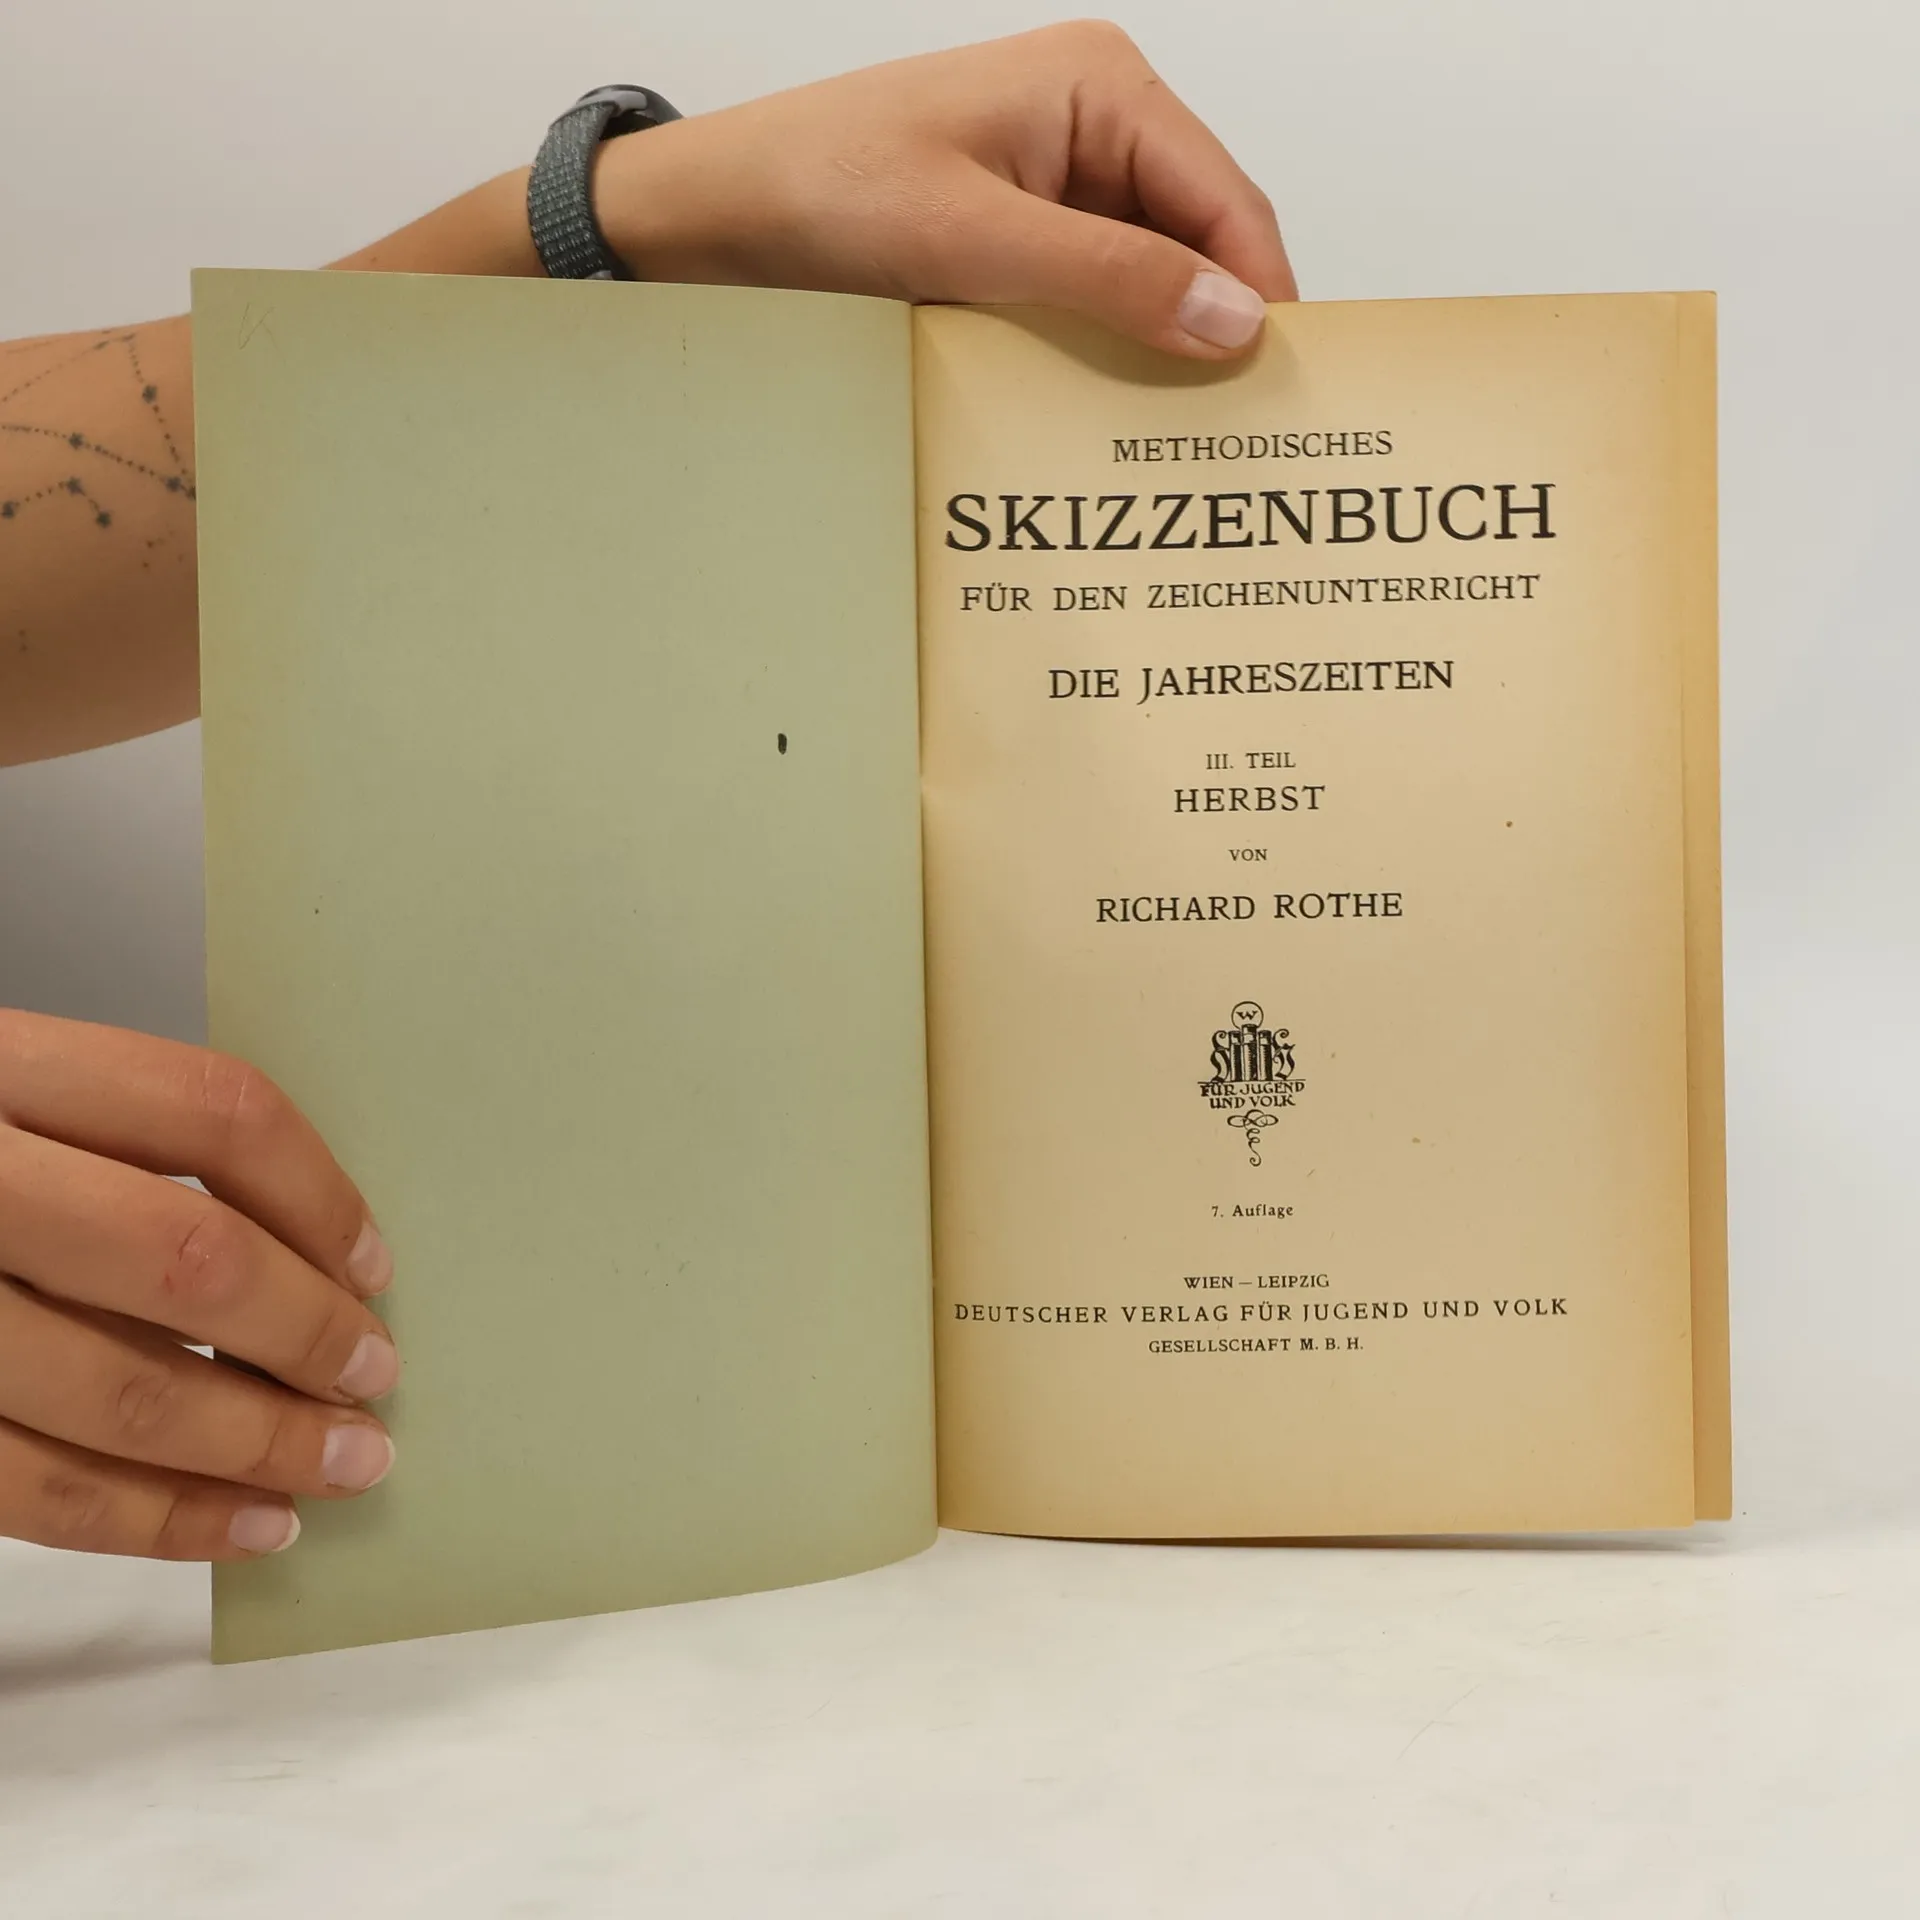 METHODISCHES
SKIZZENBUCH
FÜR DEN ZEICHENUNTERRICHT
DIE JAHRESZEITEN
III. TEIL
HERBST
VON
RICHARD ROTHE
W
FÜR JUGEND
UND VOLK
7. Auflage
WIEN – LEIPZIG
DEUTSCHER VERLAG FÜR JUGEND UND VOLK
GESELLSCHAFT M. B. H.